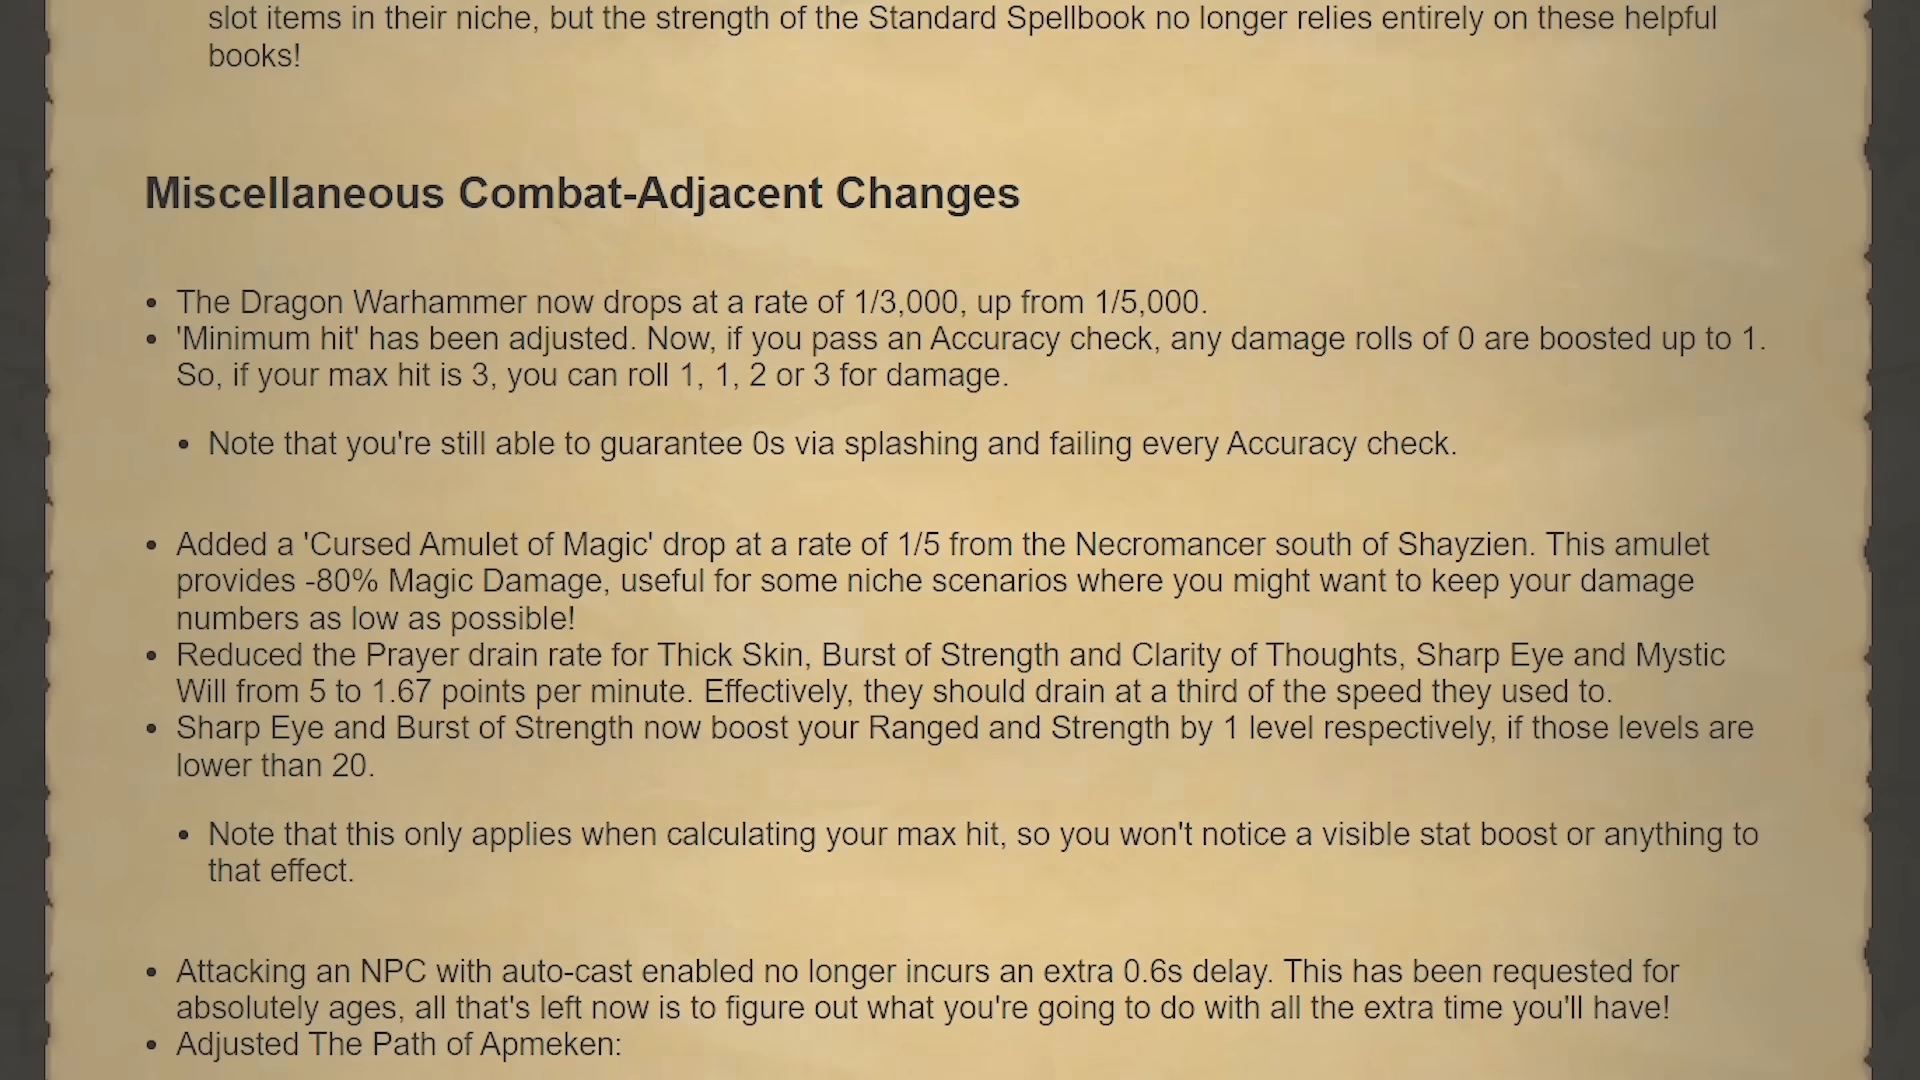 slot items in their niche, but the strength of the Standard Spellbook no longer relies entirely on these helpful
books!
Miscellaneous Combat-Adjacent Changes
• The Dragon Warhammer now drops at a rate of 1/3,000, up from 1/5,000.
• 'Minimum hit' has been adjusted. Now, if you pass an Accuracy check, any damage rolls of 0 are boosted up to 1.
So, if your max hit is 3, you can roll 1, 1, 2 or 3 for damage.
• Note that you're still able to guarantee 0s via splashing and failing every Accuracy check.
• Added a 'Cursed Amulet of Magic' drop at a rate of 1/5 from the Necromancer south of Shayzien. This amulet
provides -80% Magic Damage, useful for some niche scenarios where you might want to keep your damage
numbers as low as possible!
• Reduced the Prayer drain rate for Thick Skin, Burst of Strength and Clarity of Thoughts, Sharp Eye and Mystic
Will from 5 to 1.67 points per minute. Effectively, they should drain at a third of the speed they used to.
• Sharp Eye and Burst of Strength now boost your Ranged and Strength by 1 level respectively, if those levels are
lower than 20.
• Note that this only applies when calculating your max hit, so you won't notice a visible stat boost or anything to
that effect.
• Attacking an NPC with auto-cast enabled no longer incurs an extra 0.6s delay. This has been requested for
absolutely ages, all that's left now is to figure out what you're going to do with all the extra time you'll have!
• Adjusted The Path of Apmeken: